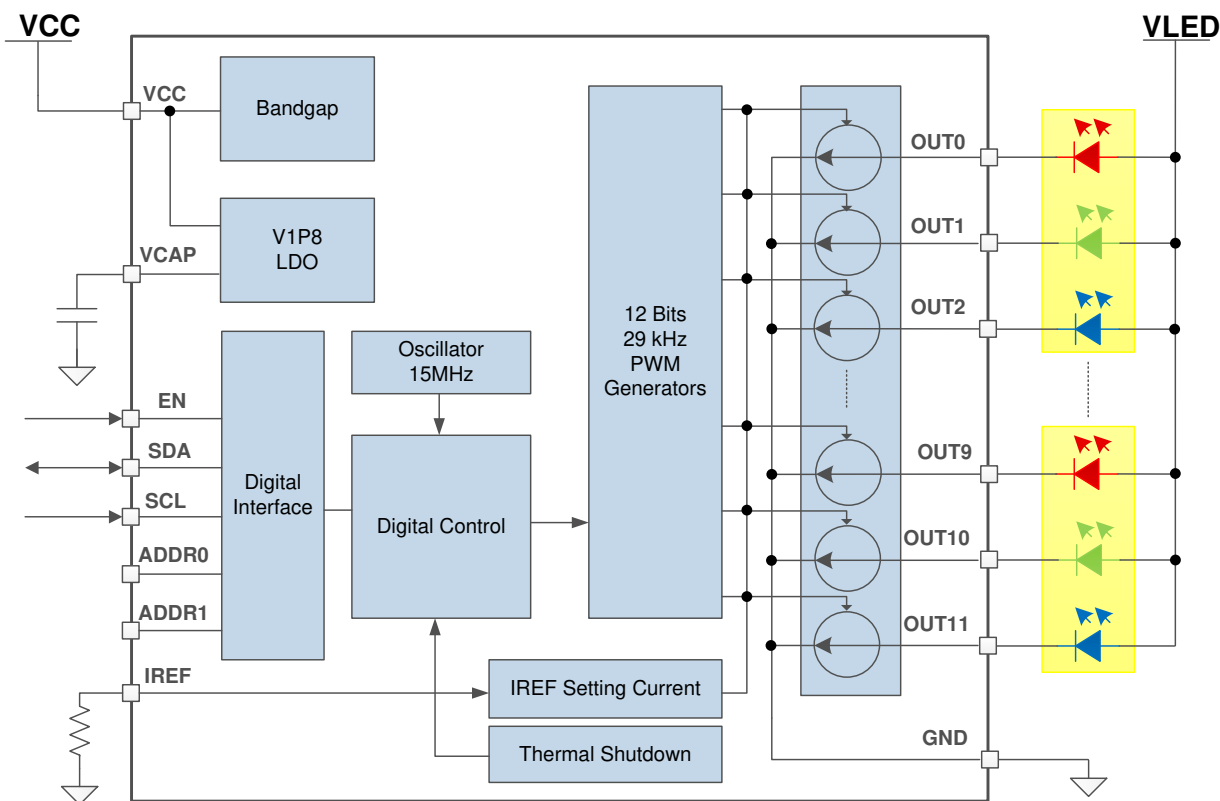 VCC
VLED
VCC
Bandgap
OUT0
V1P8
LDO
OUT1
VCAP
12 Bits
29 kHz
PWM
Generators
OUT2
Oscillator
15MHz
EN
SDA
SCL
ADDR0
ADDR1
Digital
Interface
Digital Control
OUT9
OUT10
OUT11
IREF
IREF Setting Current
Thermal Shutdown
GND